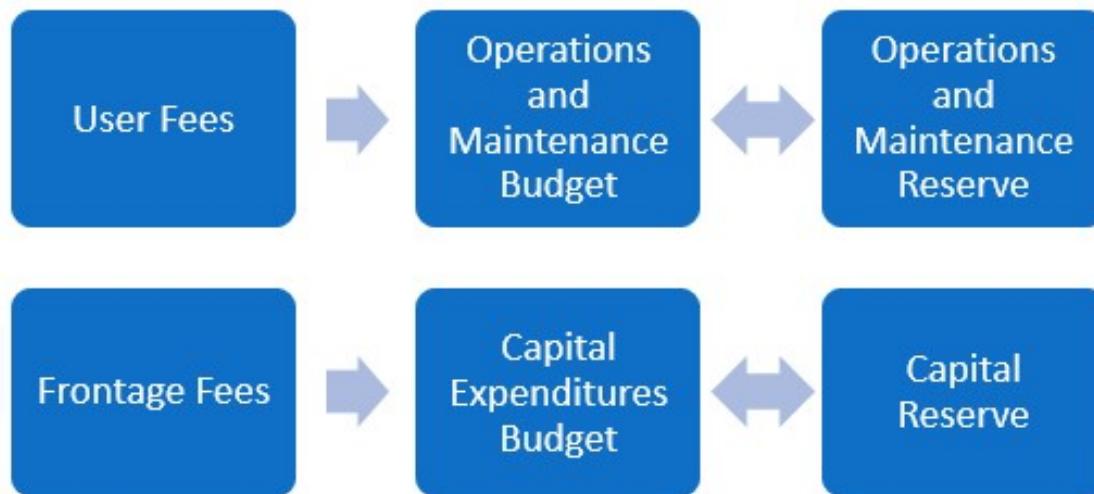 User Fees
Operations
and
Maintenance
Budget
Operations
and
Maintenance
Reserve
Frontage Fees
Capital
Expenditures
Budget
Capital
Reserve